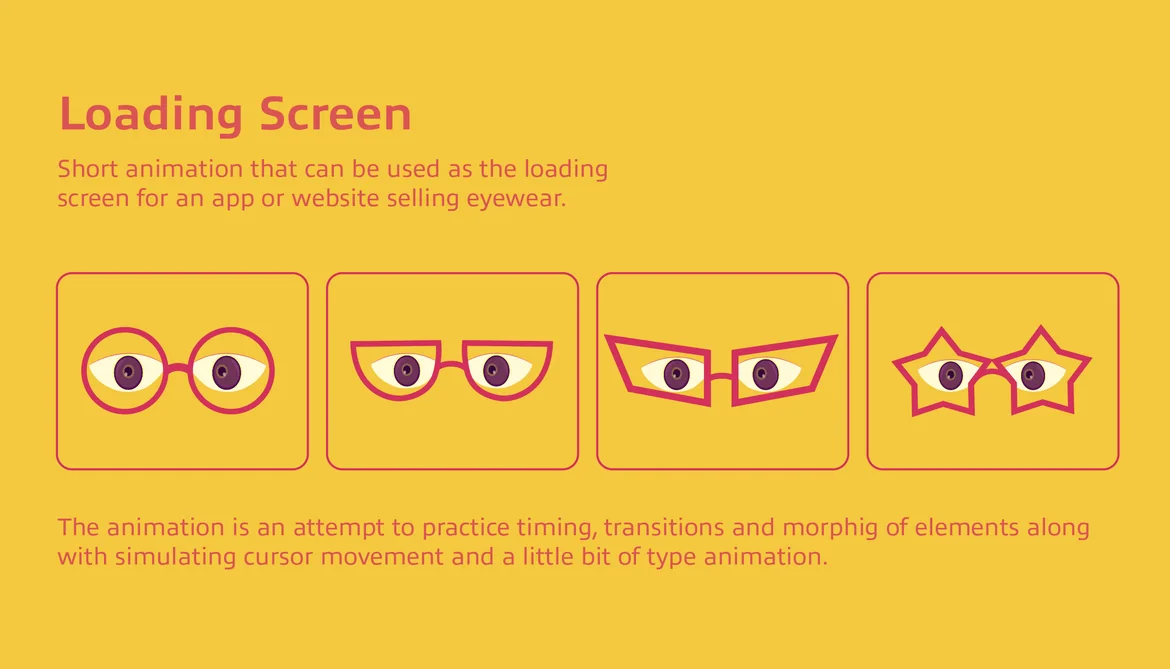 Loading Screen
Short animation that can be used as the loading
screen for an app or website selling eyewear.
The animation is an attempt to practice timing, transitions and morphig of elements along
with simulating cursor movement and a little bit of type animation.